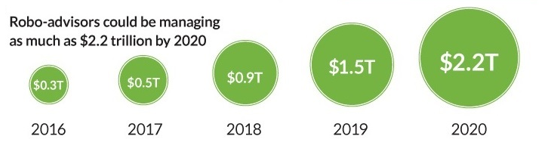 Robo-advisors could be managing
as much as $2.2 trillion by 2020
$0.3T
$0.5T
$0.9T
$1.5T
$2.2T
2016
2017
2018
2019
2020